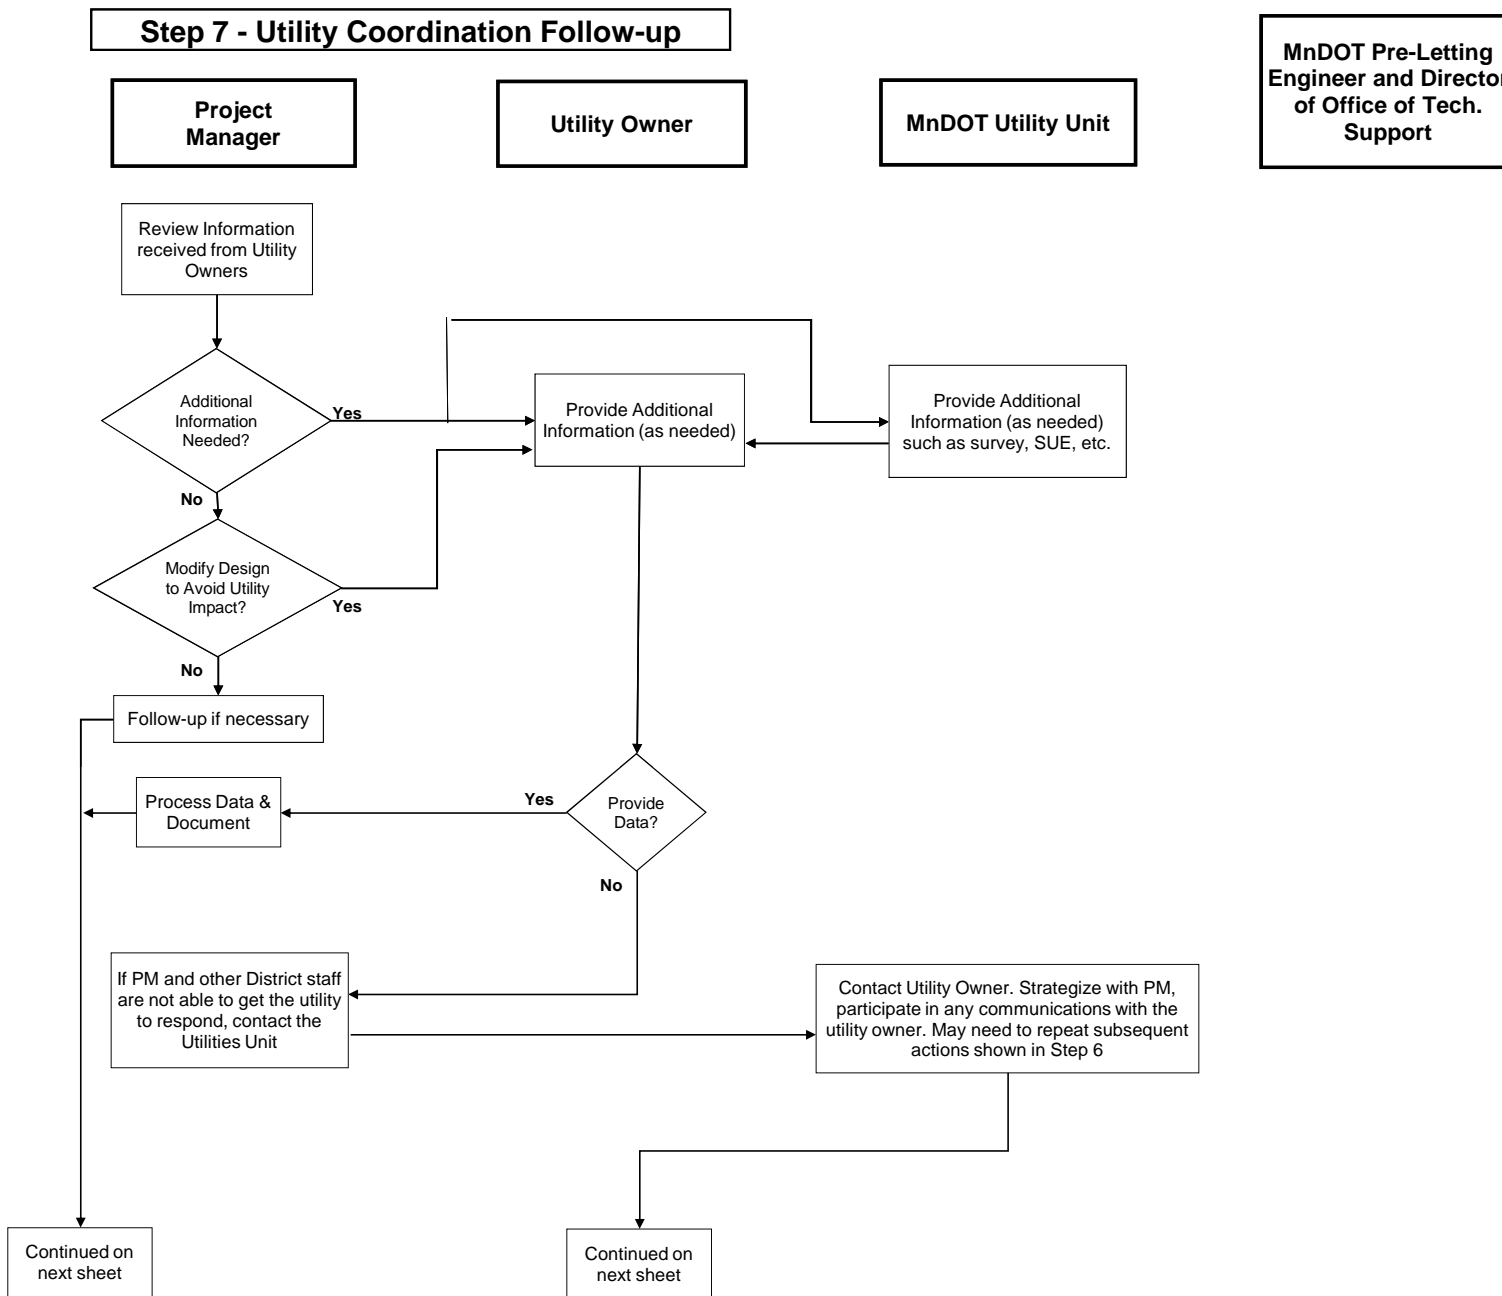 Step 7 - Utility Coordination Follow-up
Project
Manager
Utility Owner
MnDOT Utility Unit
MnDOT Pre-Letting
Engineer and Director
of Office of Tech.
Support
Review Information
received from Utility
Owners
Additional
Information
Needed?
Yes
Provide Additional
Information (as needed)
Provide Additional
Information (as needed)
such as survey, SUE, etc.
No
Modify Design
to Avoid Utility
Impact?
Yes
No
Follow-up if necessary
Process Data &
Document
Yes
Provide
Data?
No
If PM and other District staff
are not able to get the utility
to respond, contact the
Utilities Unit
Contact Utility Owner. Strategize with PM,
participate in any communications with the
utility owner. May need to repeat subsequent
actions shown in Step 6
Continued on
next sheet
Continued on
next sheet